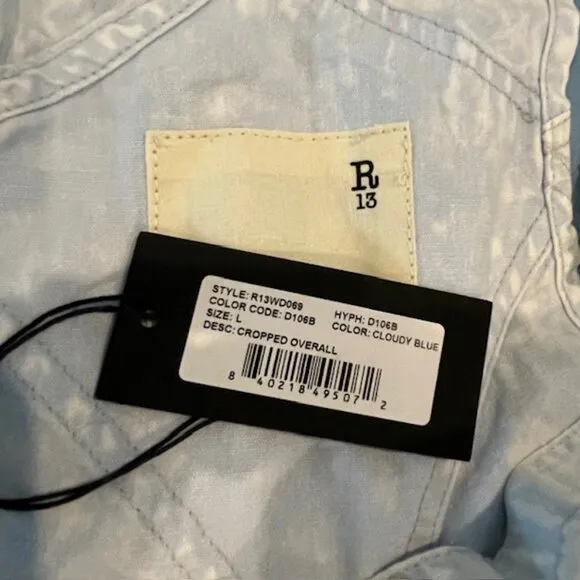 R
13
STYLE: R13WD069
COLOR CODE: D106B HYPH: D106B
SIZE: L COLOR: CLOUDY BLUE
DESC: CROPPED OVERALL
8 40218 49507 2